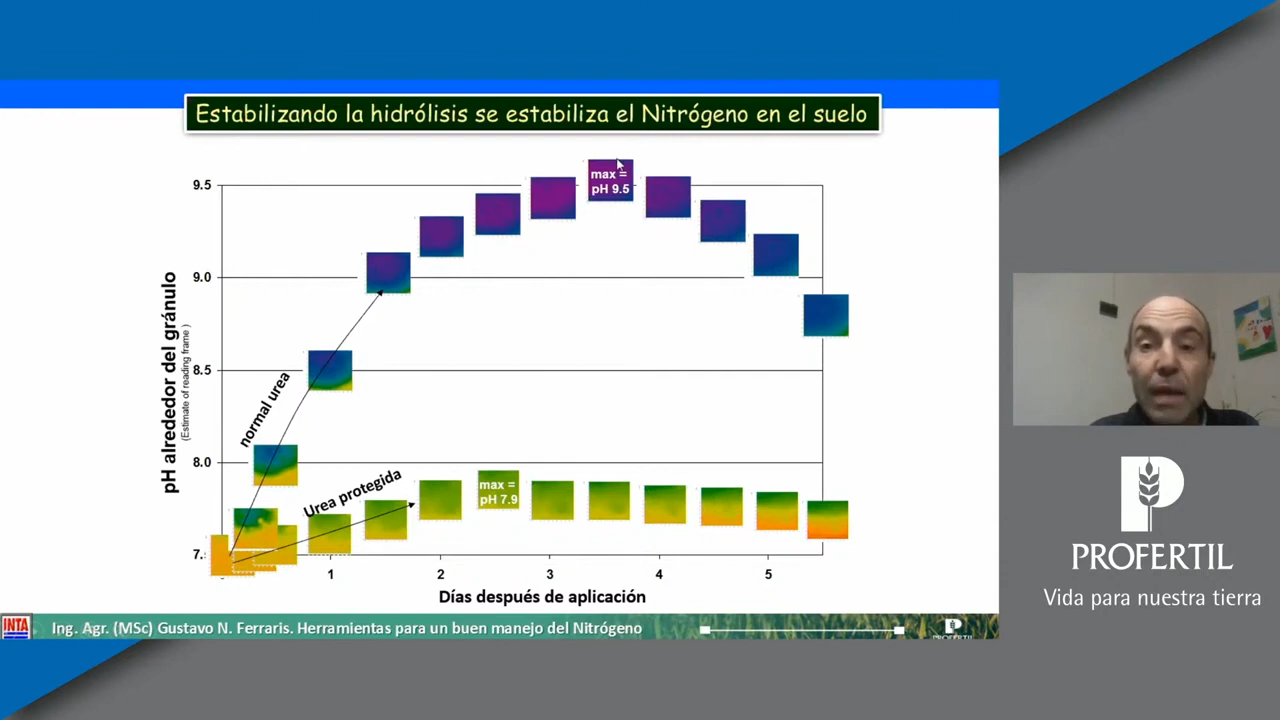 Estabilizando la hidrólisis se estabiliza el Nitrógeno en el suelo
max =
pH 9.5
9.5
9.0
8.5
8.0
7.
pH alrededor del gránulo
(Estimate of reading frame )
normal urea
Urea protegida
max =
pH 7.9
1
2
3
4
5
Días después de aplicación
INTA
Ing. Agr. (MSc) Gustavo N. Ferraris. Herramientas para un buen manejo del Nitrógeno
PROFERTIL
PROFERTIL
Vida para nuestra tierra